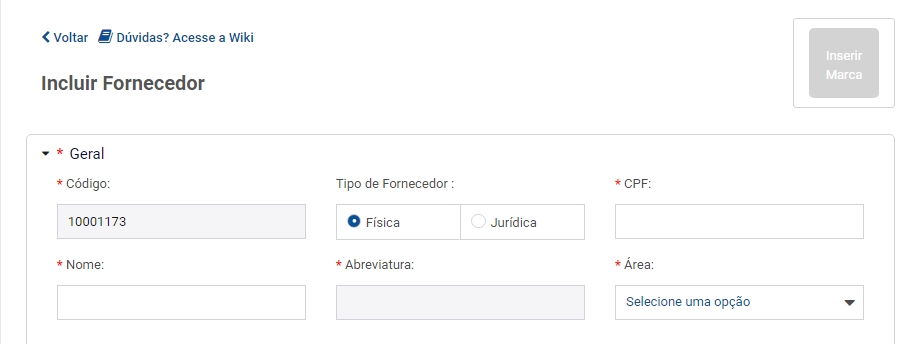 Voltar Dúvidas? Acesse a Wiki
Inserir
Marca
Incluir Fornecedor
* Geral
* Código: Tipo de Fornecedor : * CPF:
10001173 Física Jurídica
* Nome: * Abreviatura: * Área:
Selecione uma opção